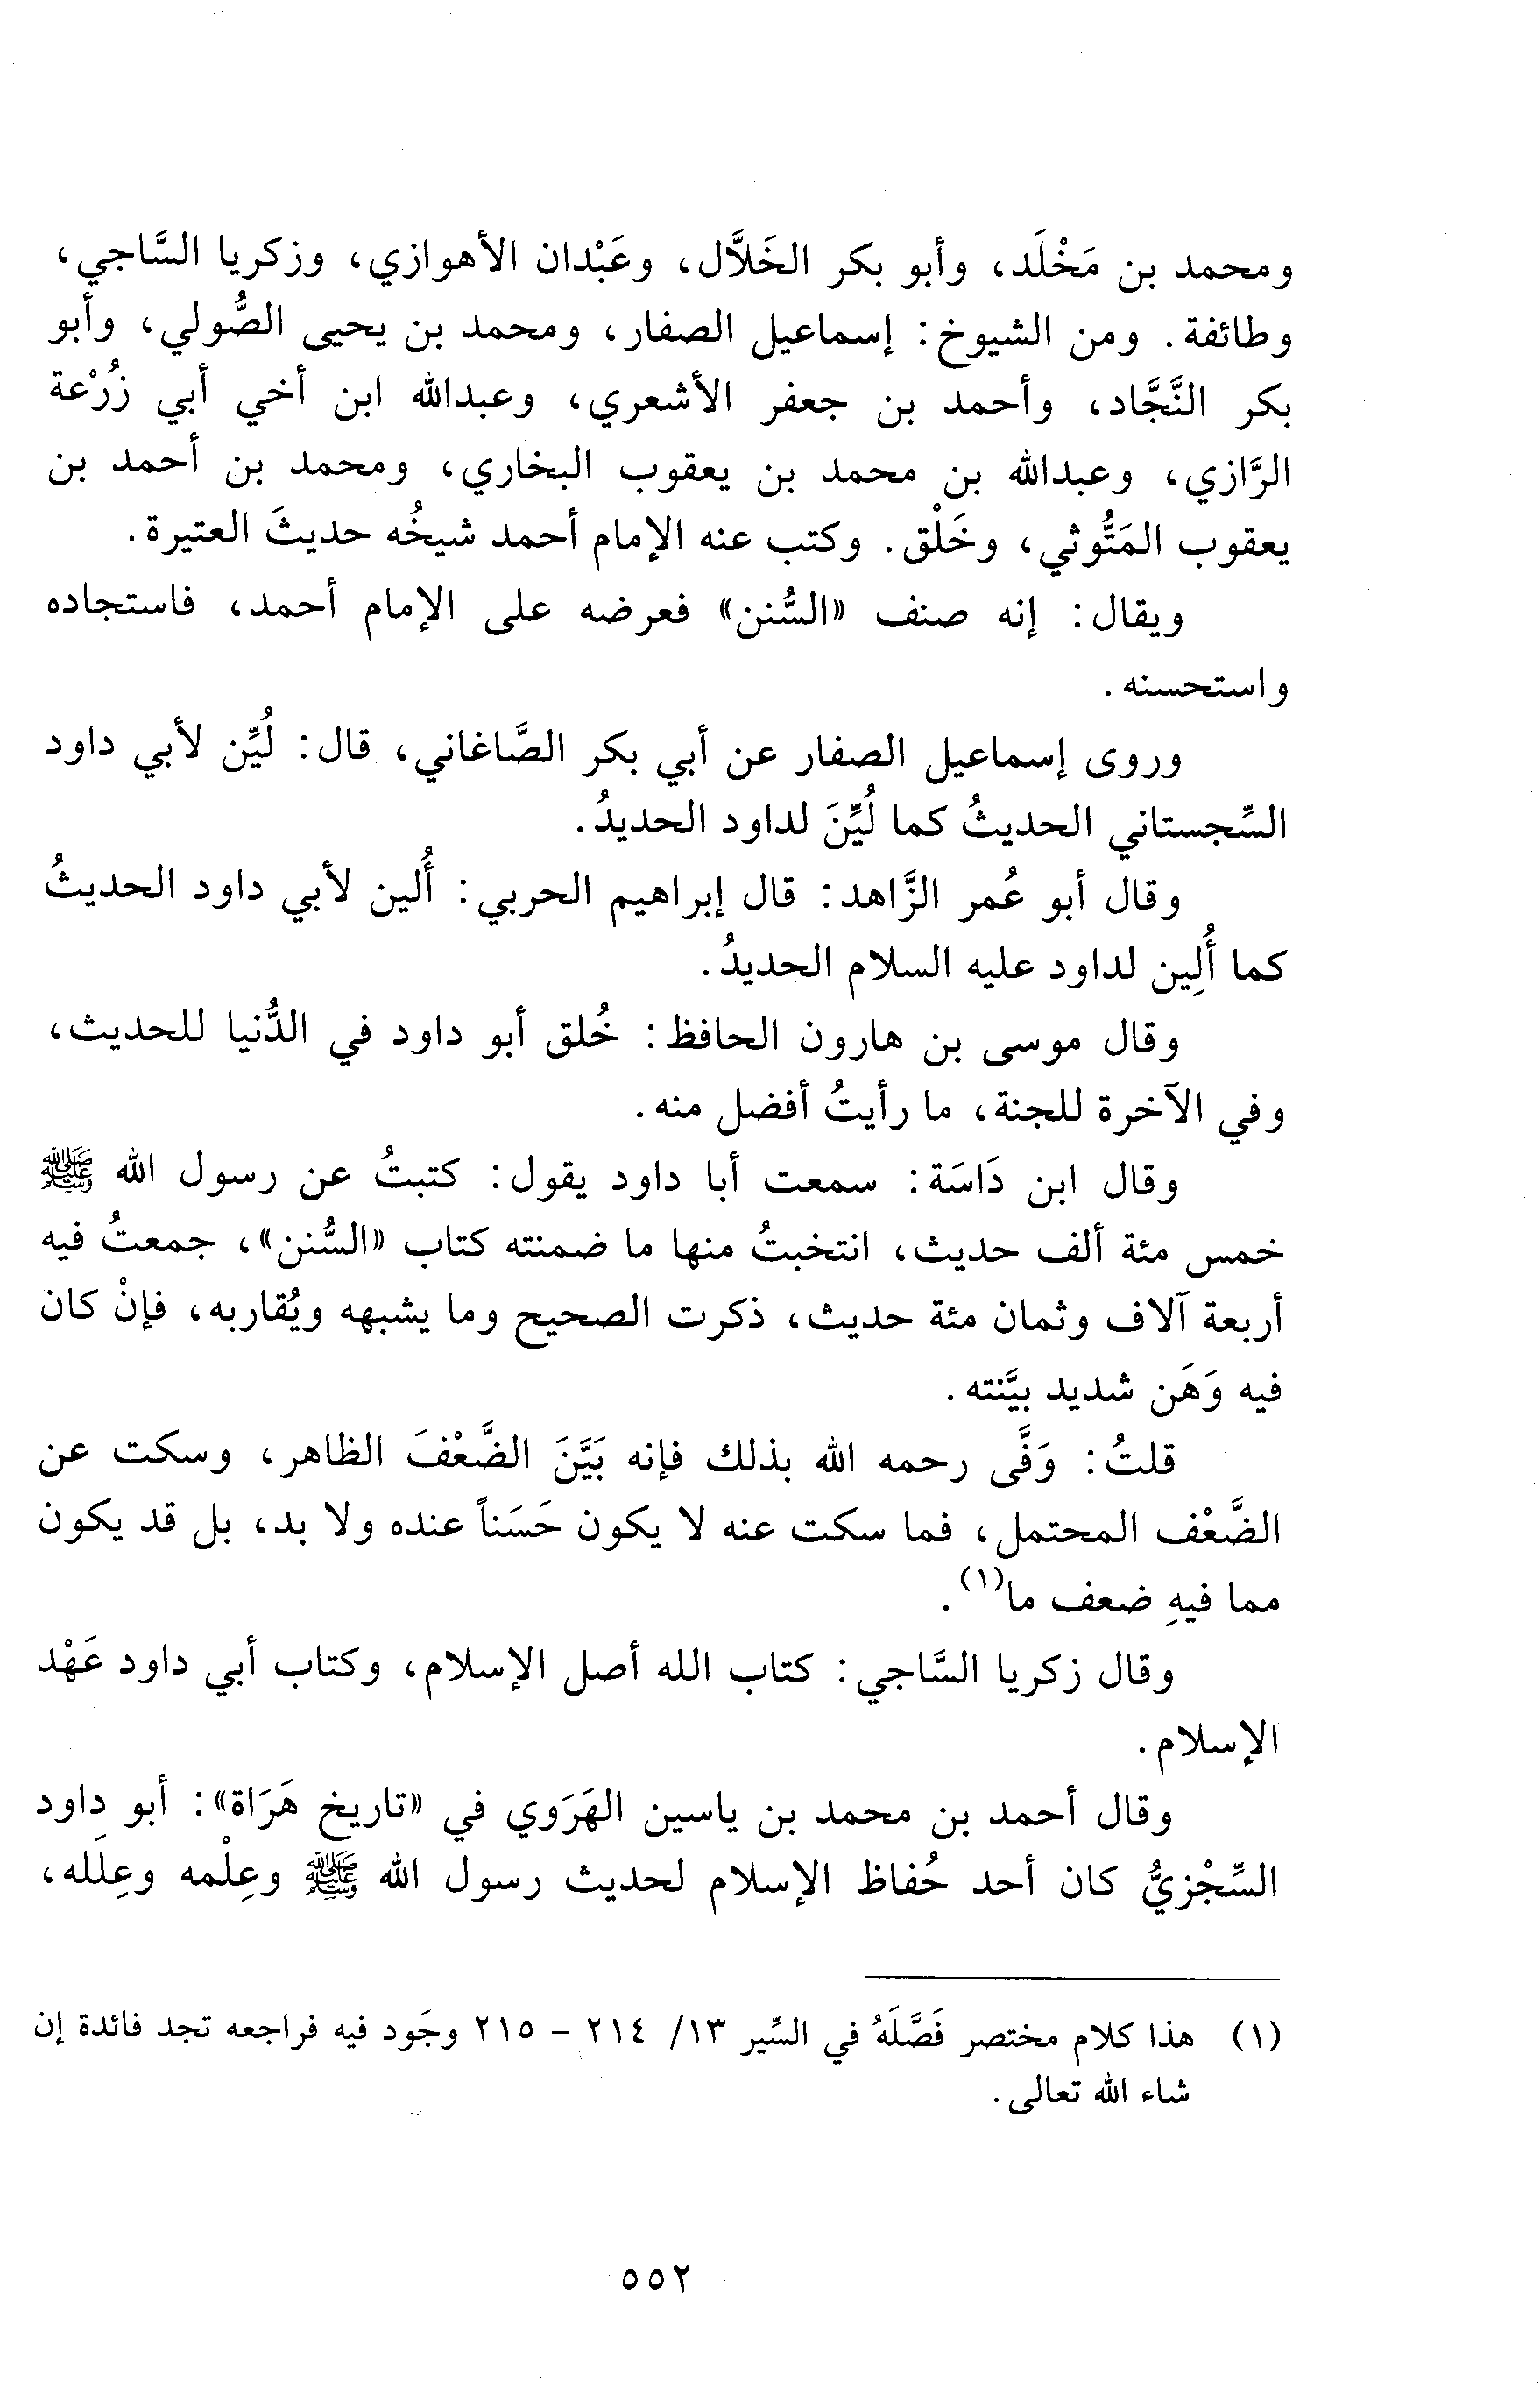 ومحمد بن مَخْلَد، وأبو بكر الخَلاَّل، وعَبْدان الأهوازي، وزكريا السَّاجي،
وطائفة. ومن الشيوخ: إسماعيل الصفار، ومحمد بن يحيى الصُّولي، وأبو
بكر النَّجَّاد، وأحمد بن جعفر الأشعري، وعبدالله ابن أخي أبي زُرْعة
الرَّازي، وعبدالله بن محمد بن يعقوب البخاري، ومحمد بن أحمد بن
يعقوب المَتُّوثي، وخَلْق. وكتب عنه الإمام أحمد شيخُه حديثَ العتيرة.
ويقال: إنه صنف «السُّنن» فعرضه على الإمام أحمد، فاستجاده
واستحسنه.
وروى إسماعيل الصفار عن أبي بكر الصَّاغاني، قال: لُيِّن لأبي داود
السِّجستاني الحديثُ كما لُيِّنَ لداود الحديدُ.
وقال أبو عُمر الزَّاهد: قال إبراهيم الحربي: أُلين لأبي داود الحديثُ
كما أُلِين لداود عليه السلام الحديدُ.
وقال موسى بن هارون الحافظ: خُلق أبو داود في الدُّنيا للحديث،
وفي الآخرة للجنة، ما رأيتُ أفضل منه.
وقال ابن دَاسَة: سمعت أبا داود يقول: كتبتُ عن رسول الله ﷺ
خمس مئة ألف حديث، انتخبتُ منها ما ضمنته كتاب «السُّنن»، جمعتُ فيه
أربعة آلاف وثمان مئة حديث، ذكرت الصحيح وما يشبهه ويُقاربه، فإنْ كان
فيه وَهَن شديد بيَّنته.
قلتُ: وَفَّى رحمه الله بذلك فإنه بَيَّنَ الضَّعْفَ الظاهر، وسكت عن
الضَّعْف المحتمل، فما سكت عنه لا يكون حَسَناً عنده ولا بد، بل قد يكون
مما فيهِ ضعف ما(١).
وقال زكريا السَّاجي: كتاب الله أصل الإسلام، وكتاب أبي داود عَهْد
الإسلام.
وقال أحمد بن محمد بن ياسين الهَرَوي في «تاريخ هَرَاة»: أبو داود
السِّجْزيُّ كان أحد حُفاظ الإسلام لحديث رسول الله ﷺ وعِلْمه وعِلَله،
(١) هذا كلام مختصر فَصَّلَهُ في السِّير ١٣/ ٢١٤ - ٢١٥ وجَود فيه فراجعه تجد فائدة إن
شاء الله تعالى.
٥٥٢